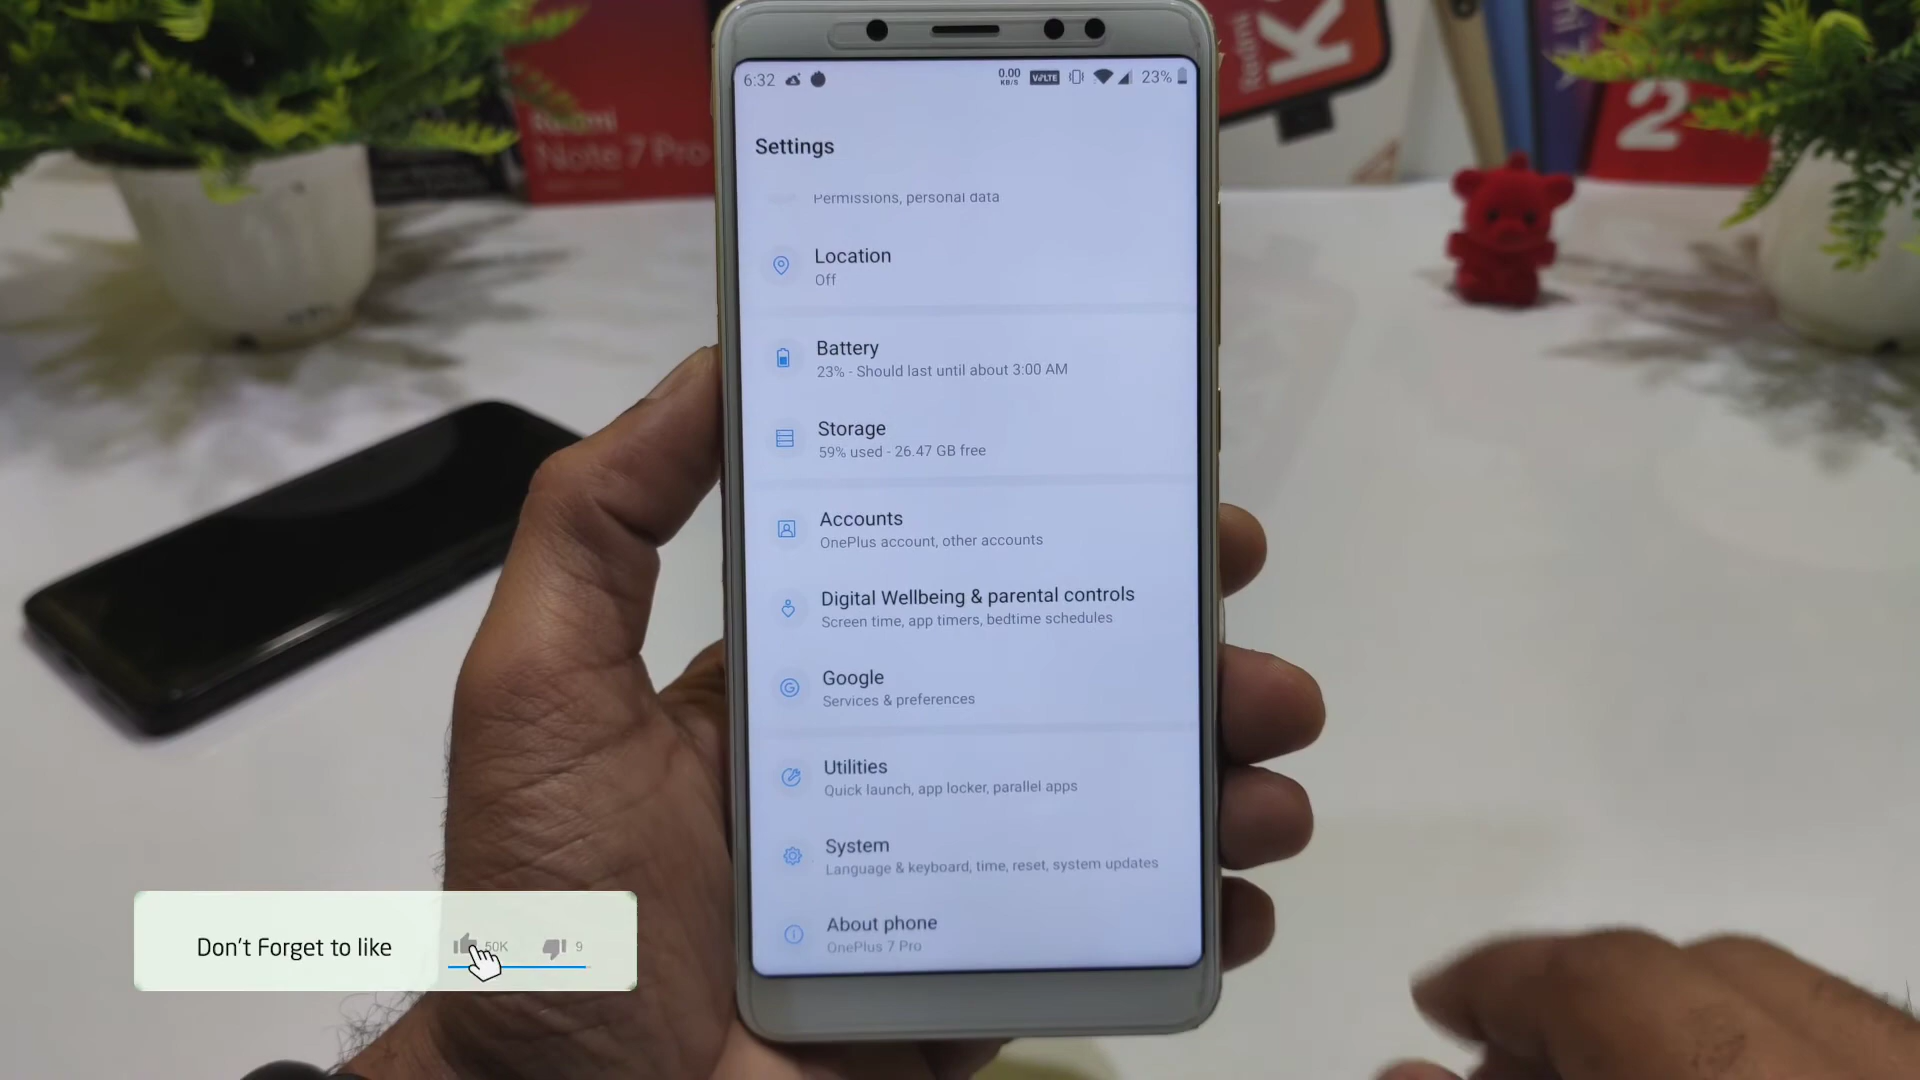 Redmi
Note 7 Pro
Redmi
K
2
6:32
0.00
KB/S
VoLTE
23%
Settings
Permissions, personal data
Location
Off
Battery
23% - Should last until about 3:00 AM
Storage
59% used - 26.47 GB free
Accounts
OnePlus account, other accounts
Digital Wellbeing & parental controls
Screen time, app timers, bedtime schedules
Google
Services & preferences
Utilities
Quick launch, app locker, parallel apps
System
Language & keyboard, time, reset, system updates
About phone
OnePlus 7 Pro
Don't Forget to like
50K
9